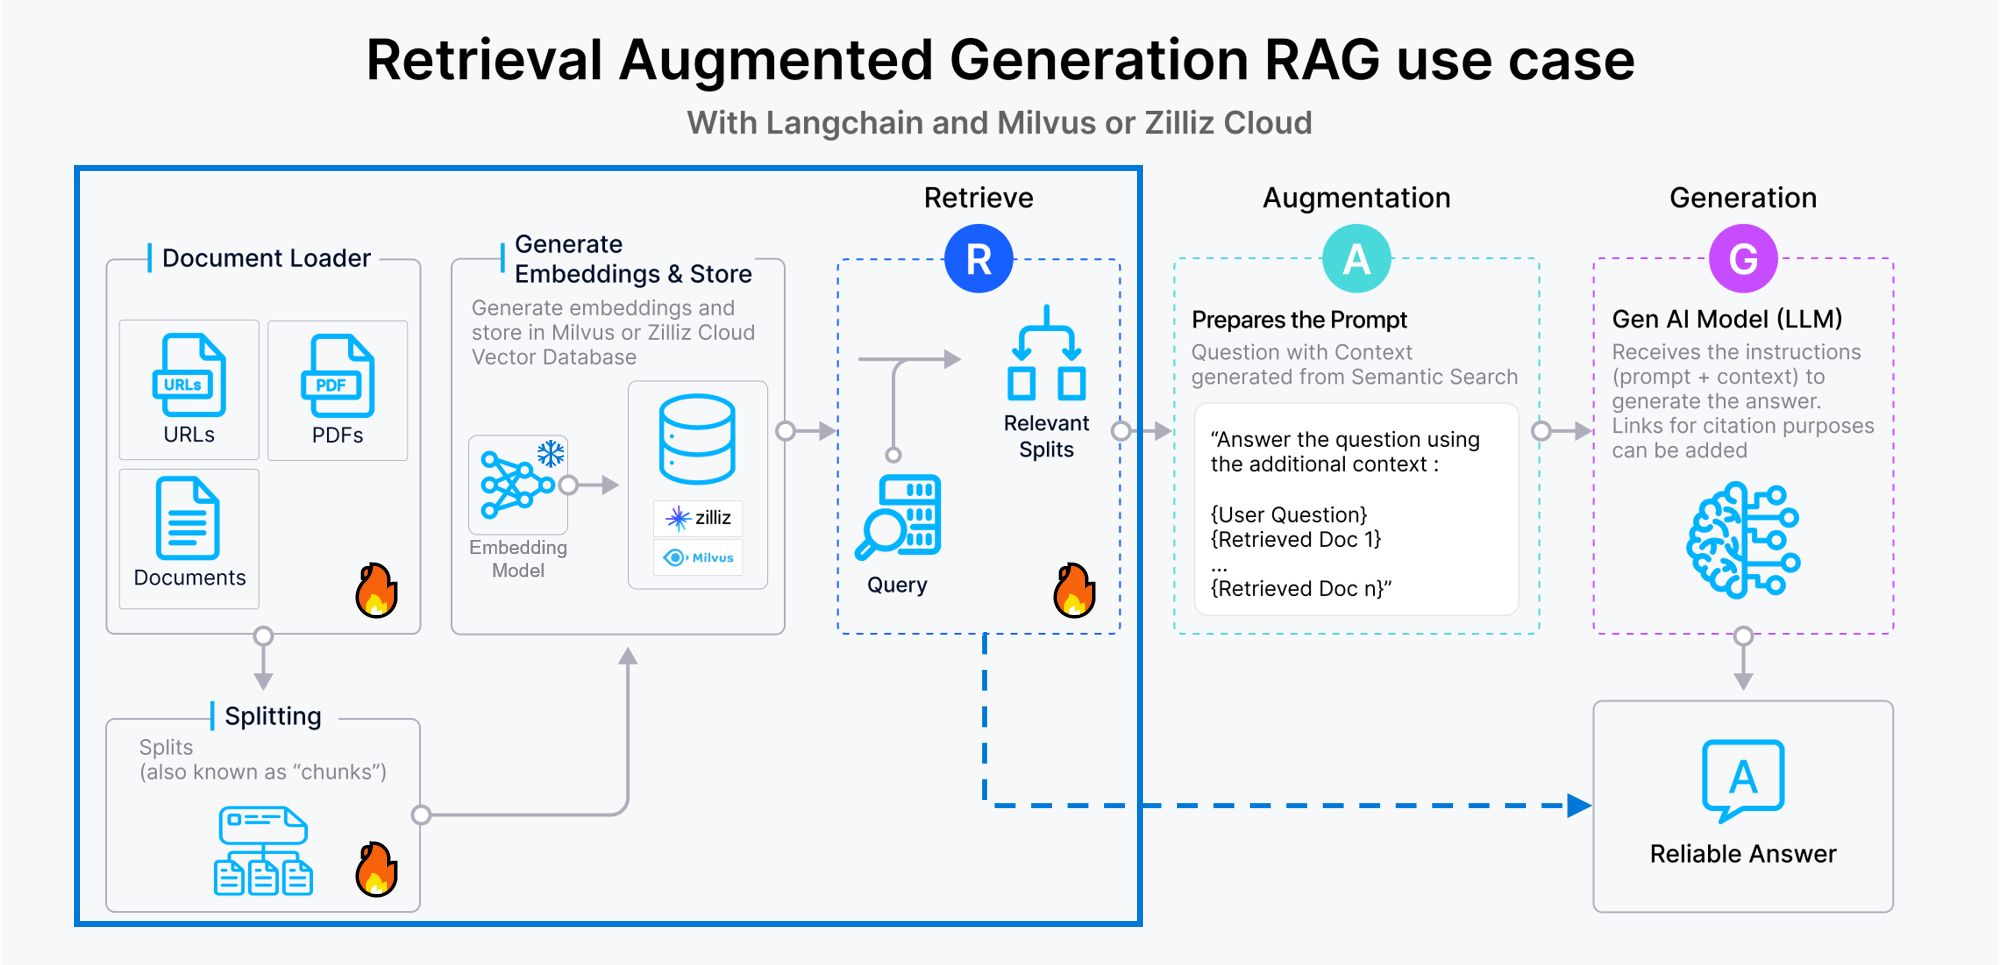 Retrieval Augmented Generation RAG use case
With Langchain and Milvus or Zilliz Cloud
Document Loader
URLs
URLs
PDF
PDFs
Documents
Splitting
Splits
(also known as “chunks”)
Generate
Embeddings & Store
Generate embeddings and
store in Milvus or Zilliz Cloud
Vector Database
Embedding
Model
zilliz
Milvus
Retrieve
R
Query
Relevant
Splits
Augmentation
A
Prepares the Prompt
Question with Context
generated from Semantic Search
“Answer the question using
the additional context :
{User Question}
{Retrieved Doc 1}
...
{Retrieved Doc n}”
Generation
G
Gen AI Model (LLM)
Receives the instructions
(prompt + context) to
generate the answer.
Links for citation purposes
can be added
A
Reliable Answer